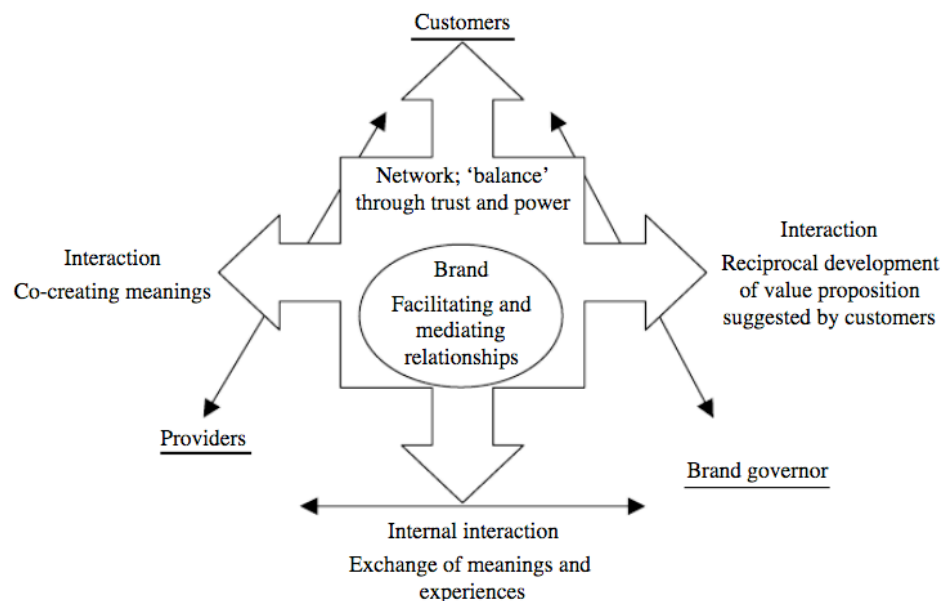 Customers
Network; ‘balance’
through trust and power
Interaction
Co-creating meanings
Brand
Facilitating and
mediating
relationships
Interaction
Reciprocal development
of value proposition
suggested by customers
Providers
Brand governor
Internal interaction
Exchange of meanings and
experiences